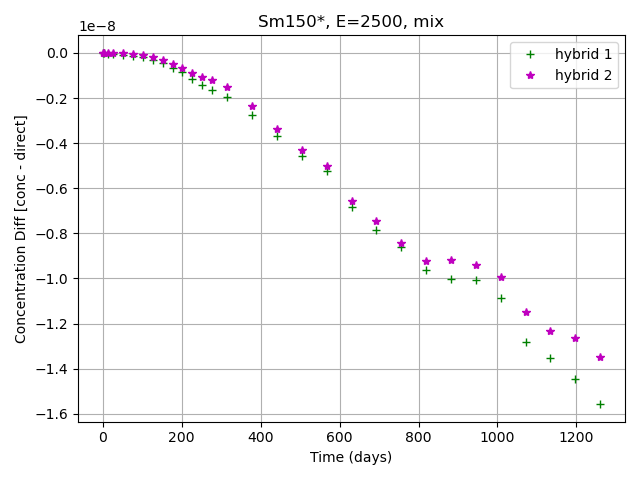 Sm150*, E=2500, mix
1e−8
hybrid 1
hybrid 2
0.0
−0.2
−0.4
−0.6
−0.8
−1.0
−1.2
−1.4
−1.6
Concentration Diff [conc - direct]
0 200 400 600 800 1000 1200
Time (days)